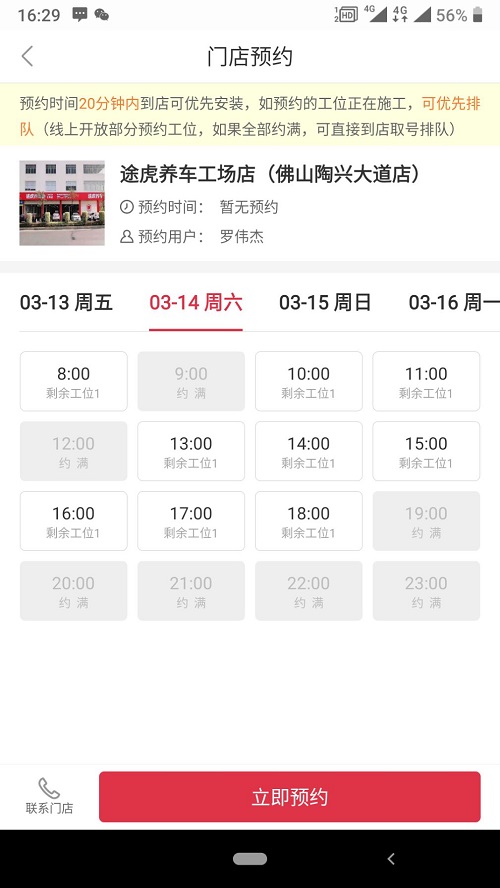 16:29
1 2 HD 4G 4G 56%
门店预约
预约时间20分钟内到店可优先安装，如预约的工位正在施工，可优先排
队（线上开放部分预约工位，如果全部约满，可直接到店取号排队）
途虎养车工场店（佛山陶兴大道店）
预约时间： 暂无预约
预约用户： 罗伟杰
03-13 周五 03-14 周六 03-15 周日 03-16 周一
8:00 9:00 10:00 11:00
剩余工位1 约 满 剩余工位1 剩余工位1
12:00 13:00 14:00 15:00
约 满 剩余工位1 剩余工位1 剩余工位1
16:00 17:00 18:00 19:00
剩余工位1 剩余工位1 剩余工位1 约 满
20:00 21:00 22:00 23:00
约 满 约 满 约 满 约 满
立即预约
联系门店